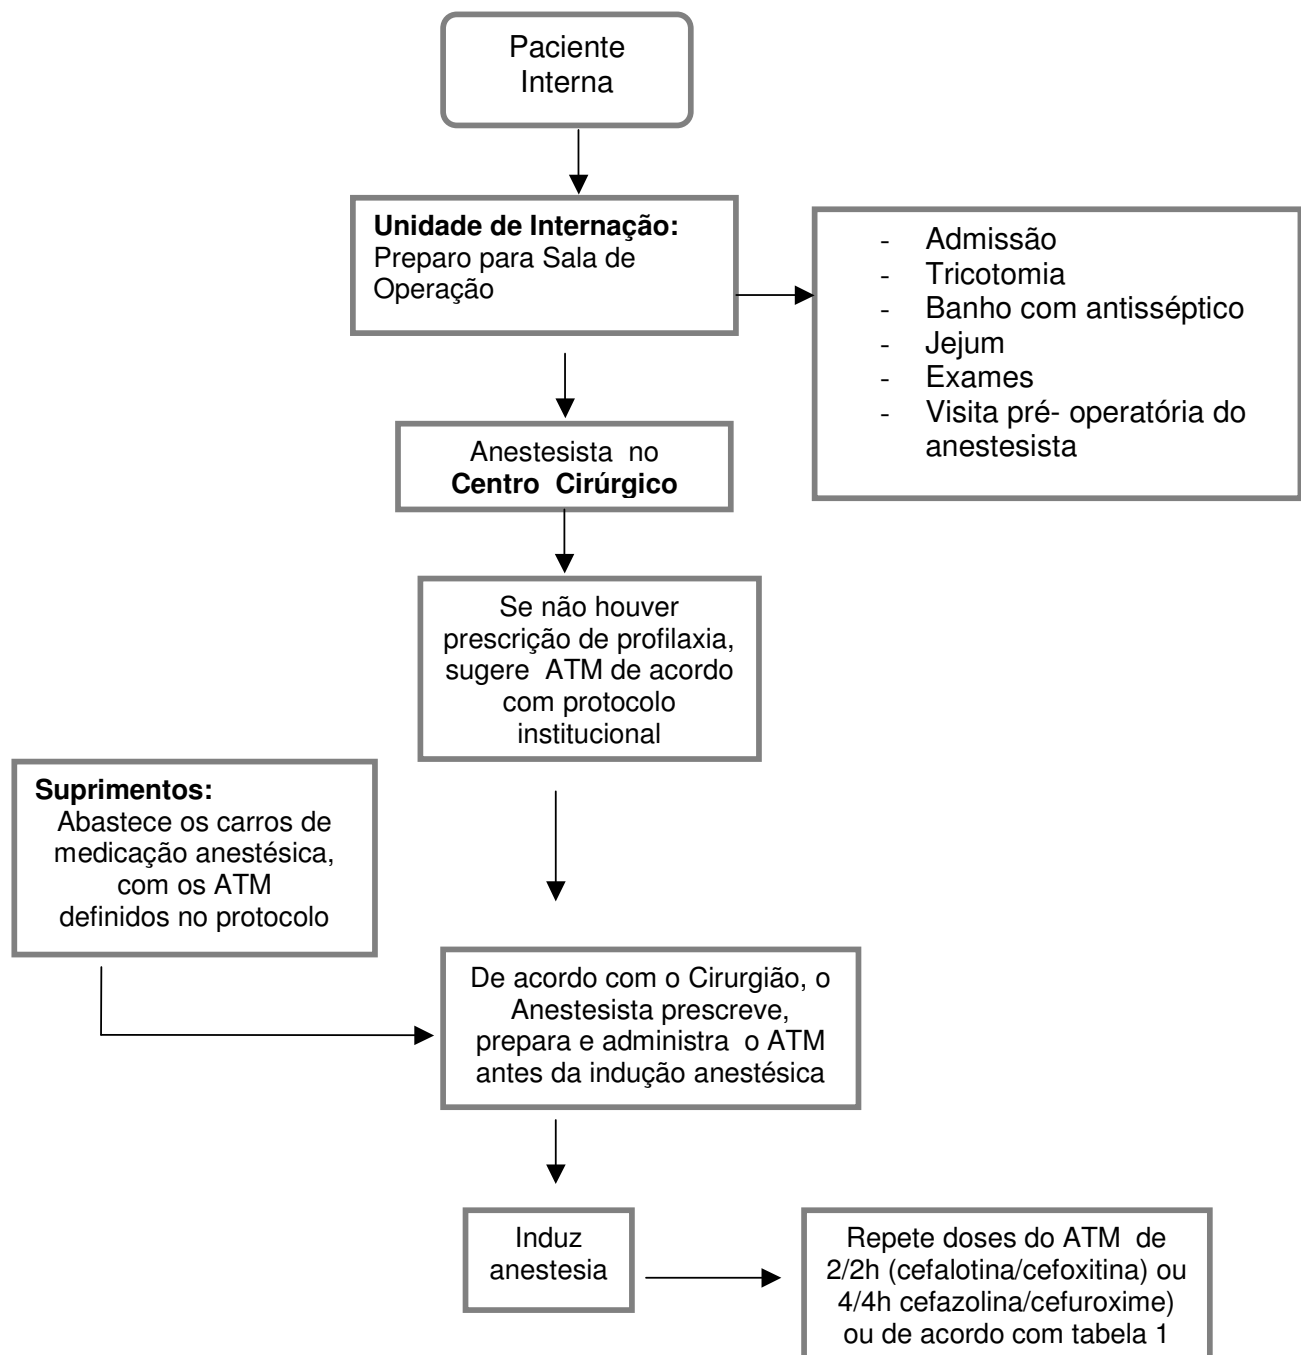 Paciente
Interna
Unidade de Internação:
Preparo para Sala de
Operação
- Admissão
- Tricotomia
- Banho com antisséptico
- Jejum
- Exames
- Visita pré- operatória do
anestesista
Anestesista no
Centro Cirúrgico
Se não houver
prescrição de profilaxia,
sugere ATM de acordo
com protocolo
institucional
Suprimentos:
Abastece os carros de
medicação anestésica,
com os ATM
definidos no protocolo
De acordo com o Cirurgião, o
Anestesista prescreve,
prepara e administra o ATM
antes da indução anestésica
Induz
anestesia
Repete doses do ATM de
2/2h (cefalotina/cefoxitina) ou
4/4h cefazolina/cefuroxime)
ou de acordo com tabela 1